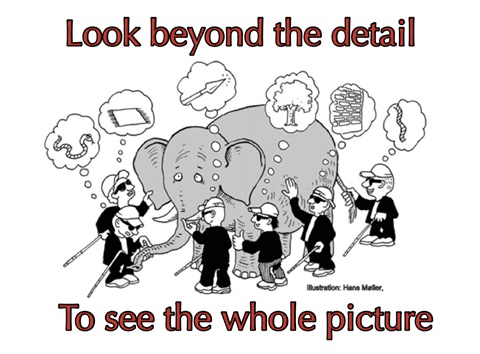 Look beyond the detail
Illustration: Hans Møller,
To see the whole picture